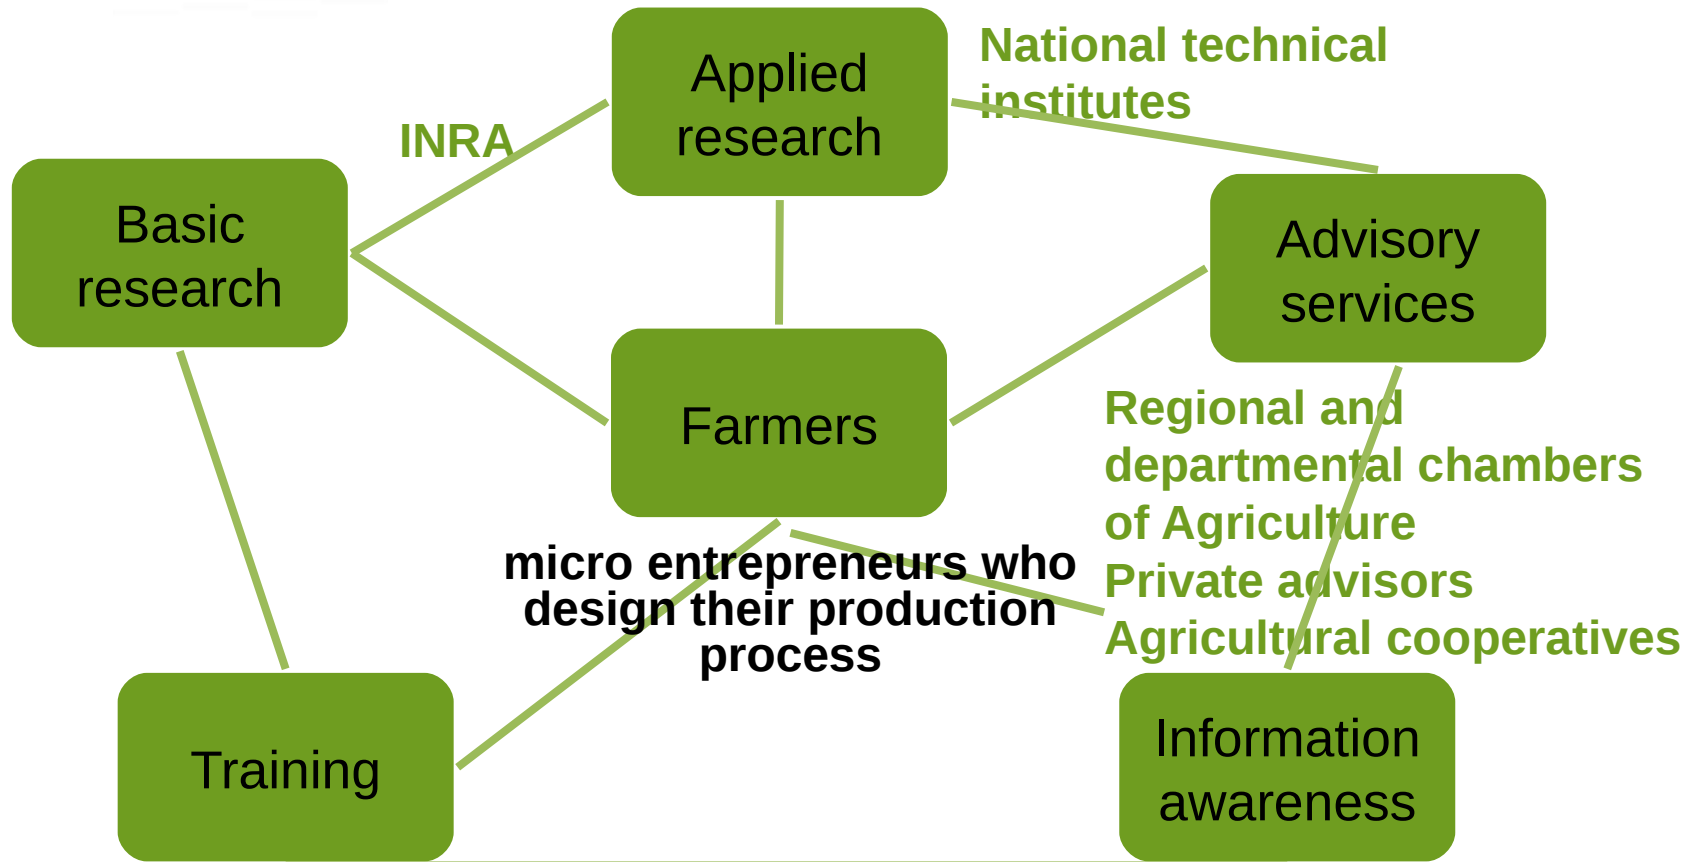 Applied
research
National technical
institutes
INRA
Basic
research
Advisory
services
Farmers
Regional and
departmental chambers
of Agriculture
Private advisors
Agricultural cooperatives
micro entrepreneurs who
design their production
process
Training
Information
awareness